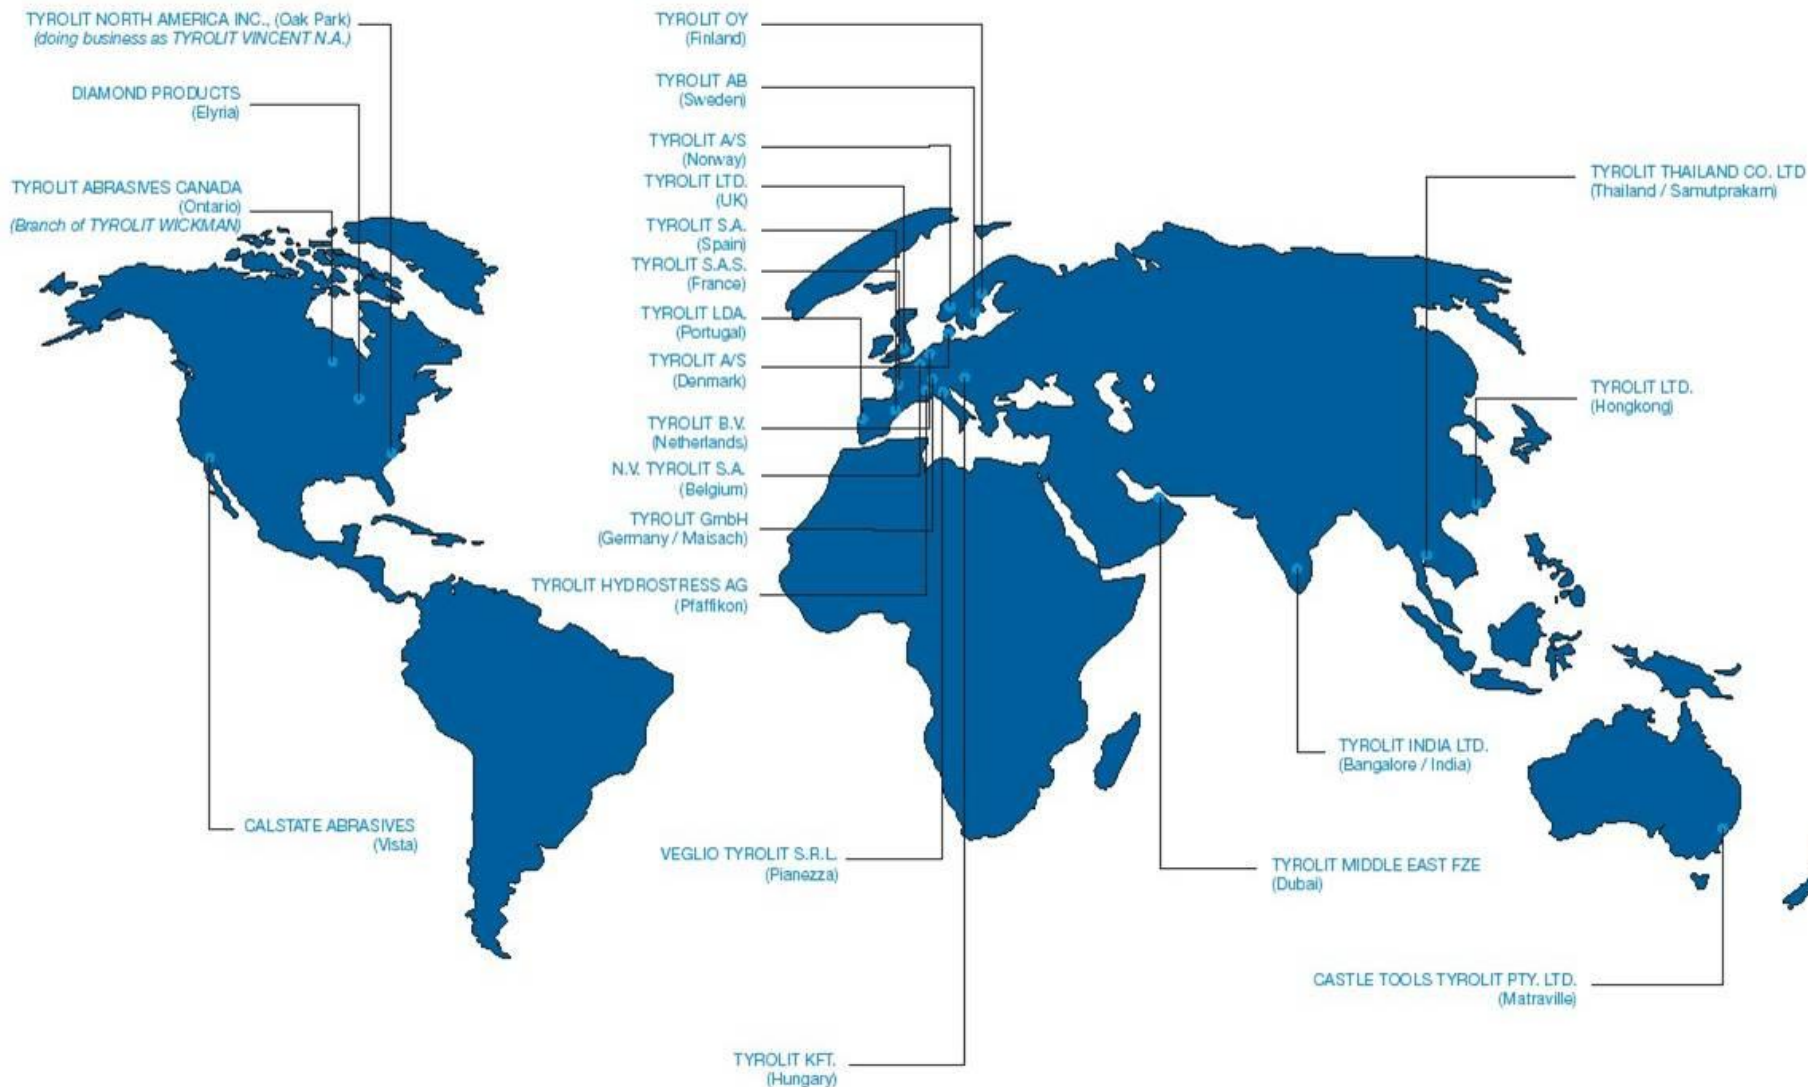 TYROLIT NORTH AMERICA INC., (Oak Park)
(doing business as TYROLIT VINCENT N.A.)
DIAMOND PRODUCTS
(Elyria)
TYROLIT ABRASIVES CANADA
(Ontario)
(Branch of TYROLIT WICKMAN)
CALSTATE ABRASIVES
(Vista)
TYROLIT OY
(Finland)
TYROLIT AB
(Sweden)
TYROLIT A/S
(Norway)
TYROLIT LTD.
(UK)
TYROLIT S.A.
(Spain)
TYROLIT S.A.S.
(France)
TYROLIT LDA.
(Portugal)
TYROLIT A/S
(Denmark)
TYROLIT B.V.
(Netherlands)
N.V. TYROLIT S.A.
(Belgium)
TYROLIT GmbH
(Germany / Maisach)
TYROLIT HYDROSTRESS AG
(Pfaffikon)
VEGLIO TYROLIT S.R.L.
(Pianezza)
TYROLIT KFT.
(Hungary)
TYROLIT THAILAND CO. LTD
(Thailand / Samutprakarn)
TYROLIT LTD.
(Hongkong)
TYROLIT INDIA LTD.
(Bangalore / India)
TYROLIT MIDDLE EAST FZE
(Dubai)
CASTLE TOOLS TYROLIT PTY. LTD.
(Matraville)